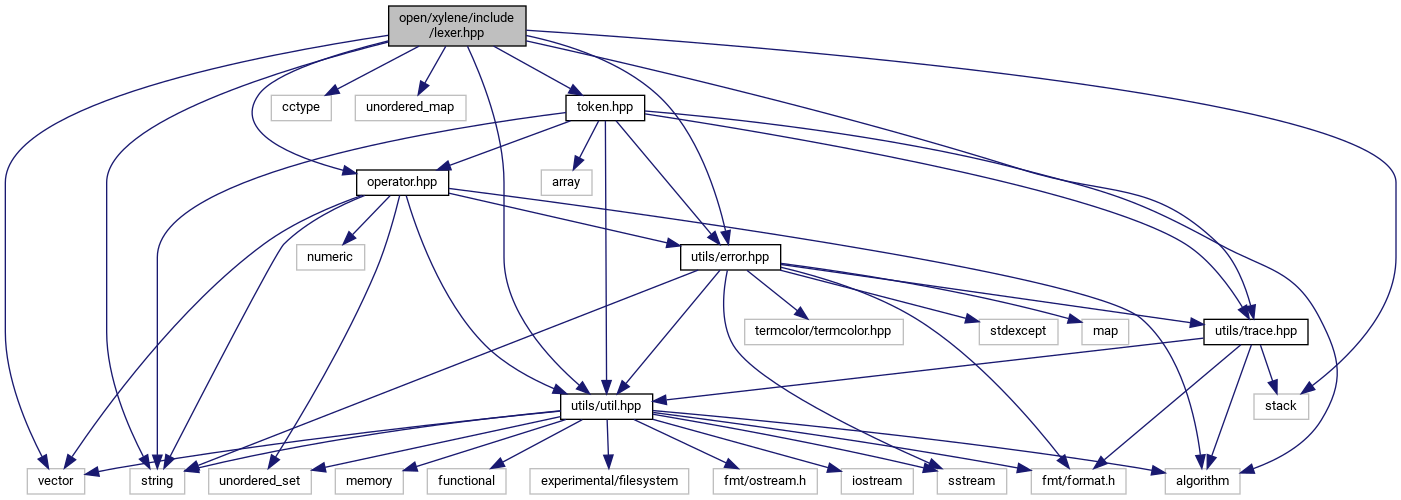 open/xylene/include
/lexer.hpp
cctype
unordered_map
token.hpp
operator.hpp
array
numeric
utils/error.hpp
termcolor/termcolor.hpp
stdexcept
map
utils/trace.hpp
utils/util.hpp
stack
vector
string
unordered_set
memory
functional
experimental/filesystem
fmt/ostream.h
iostream
sstream
fmt/format.h
algorithm